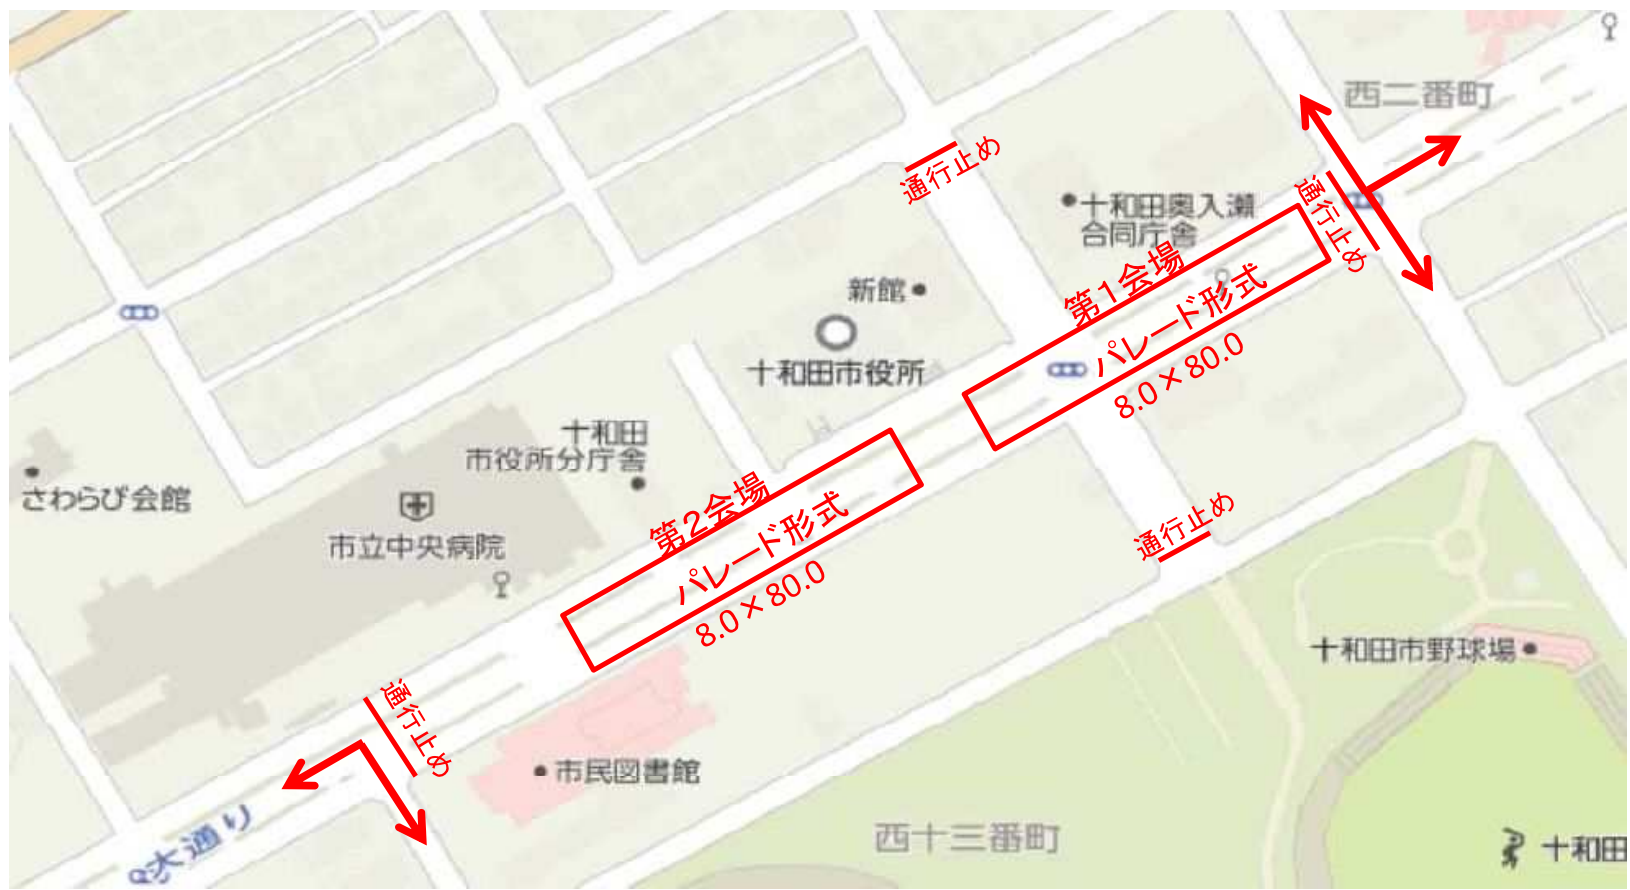 西二番町
通行止め
十和田奥入瀬
合同庁舎
通行止め
新館
第1会場
パレード形式
8.0×80.0
十和田市役所
十和田
市役所分庁舎
さわらび会館
市立中央病院
第2会場
パレード形式
8.0×80.0
通行止め
十和田市野球場
通行止め
市民図書館
大通り
西十三番町
十和田